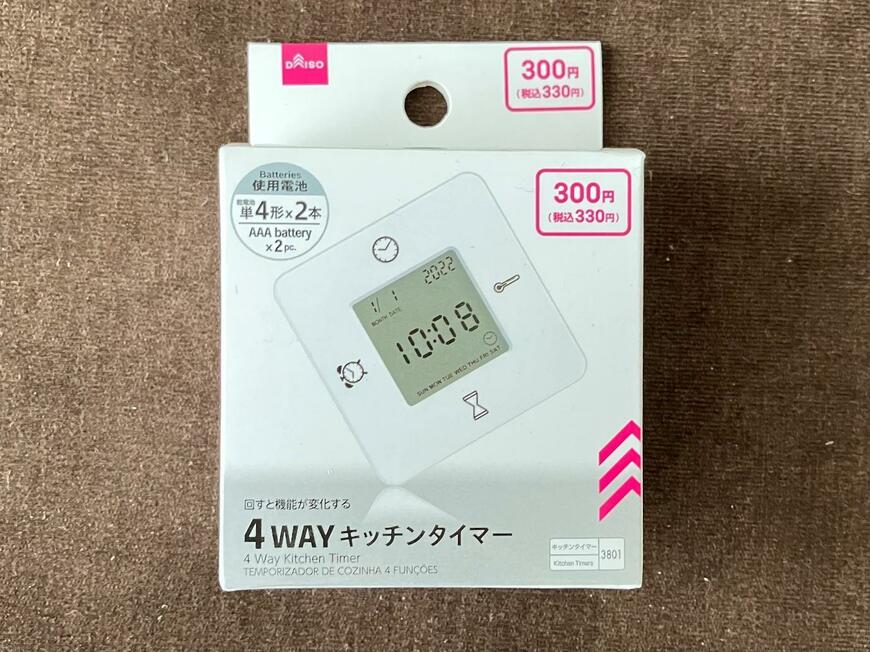 DAISO
300円
(税込330円)
Batteries
使用電池
乾電池
単4形×2本
AAA battery
x2pc.
300円
(税込330円)
2022
1/ 1
MONTH DATE
10:08
SUN MON TUE WED THU FRI SAT
回すと機能が変化する
4WAYキッチンタイマー
4 Way Kitchen Timer
TEMPORIZADOR DE COZINHA 4 FUNÇÕES
キッチンタイマー
Kitchen Timers
3801